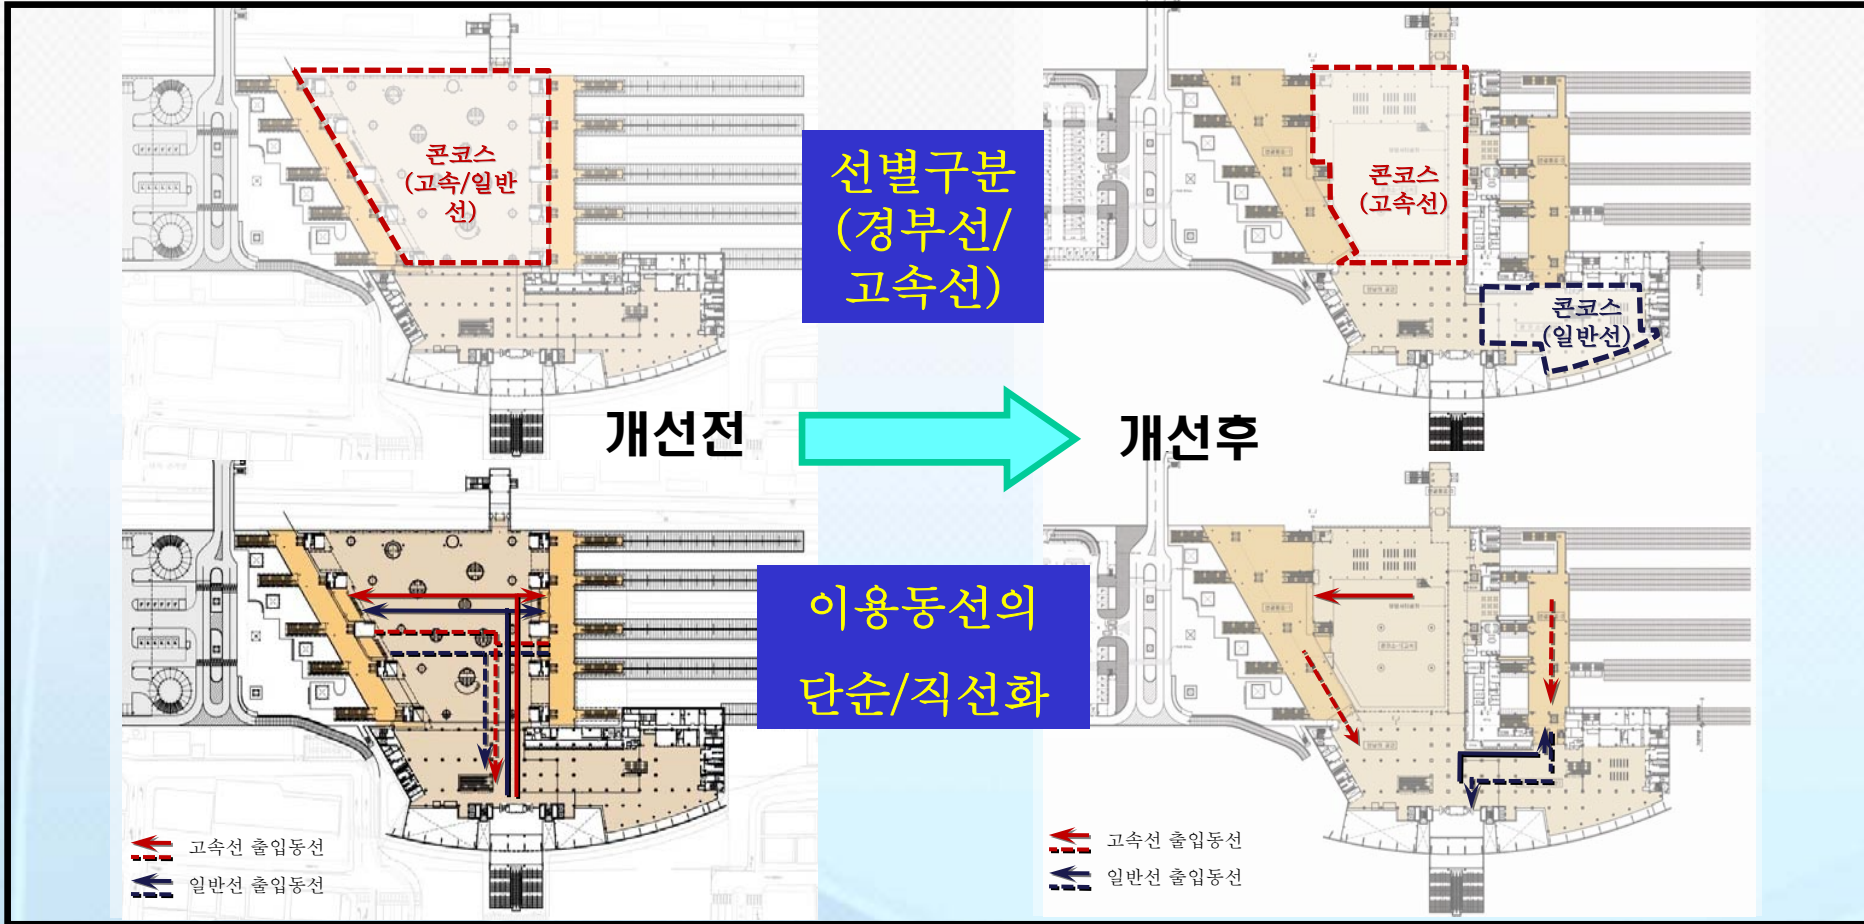 콘코스
(고속/일반
선)
선별구분
(경부선/
고속선)
콘코스
(고속선)
콘코스
(일반선)
개선전
개선후
이용동선의
단순/직선화
고속선 출입동선
일반선 출입동선
고속선 출입동선
일반선 출입동선